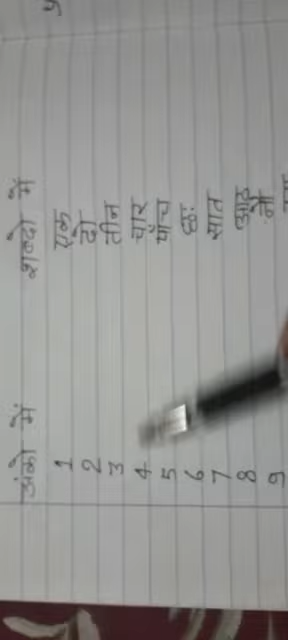 अंको में शब्दो में
1 एक
2 दो
3 तीन
4 चार
5 पाँच
6 छः
7 सात
8 आठ
9 नौ